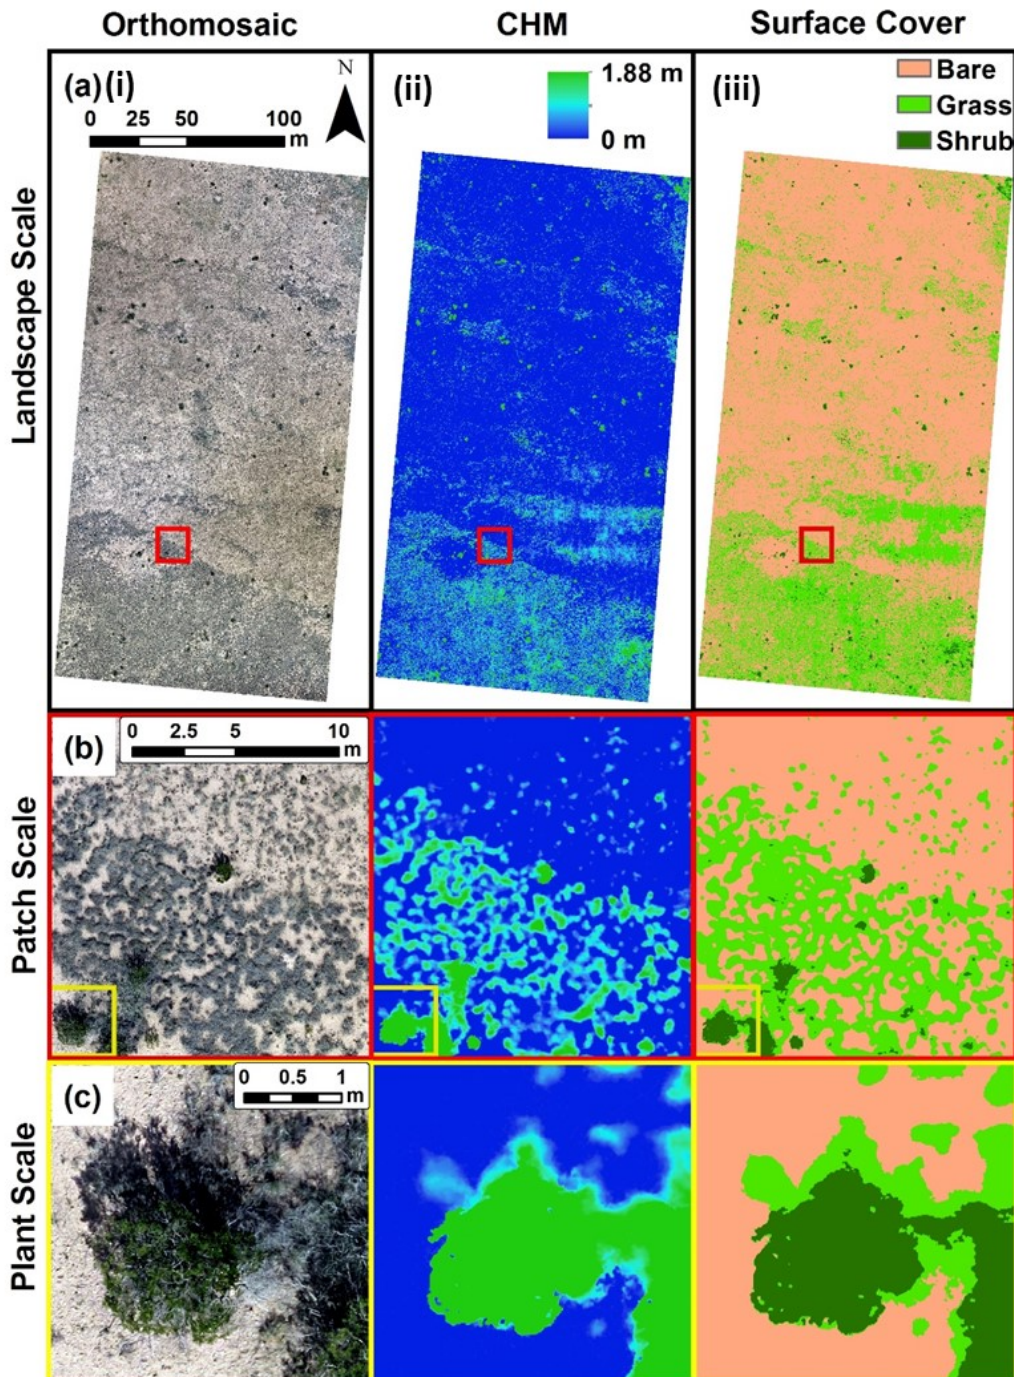 Orthomosaic CHM Surface Cover
Landscape Scale
(a)(i)
N
0 25 50 100
m
(ii)
1.88 m
0 m
(iii)
Bare
Grass
Shrub
Patch Scale
(b)
0 2.5 5 10
m
Plant Scale
(c)
0 0.5 1
m